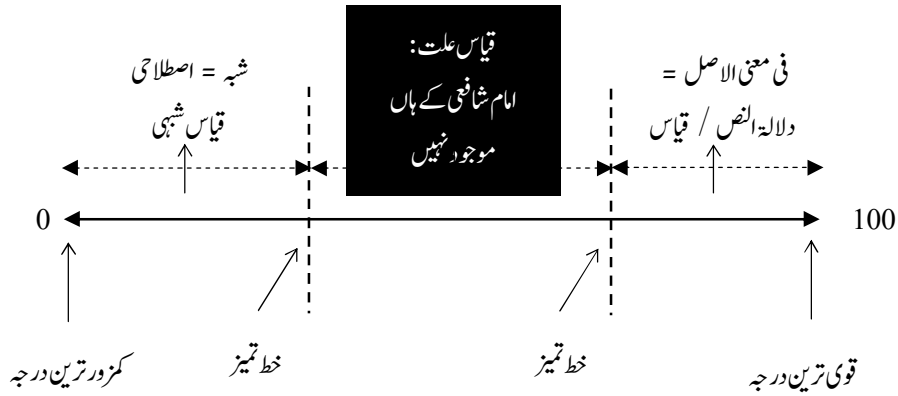 قیاس علت:
امام شافعی کے ہاں
موجود نہیں
فی معنی الاصل =
دلالۃ النص / قیاس
شبہ = اصطلاحی
قیاس شبہی
100
0
قوی ترین درجہ
خط تمیز
خط تمیز
کمزور ترین درجہ